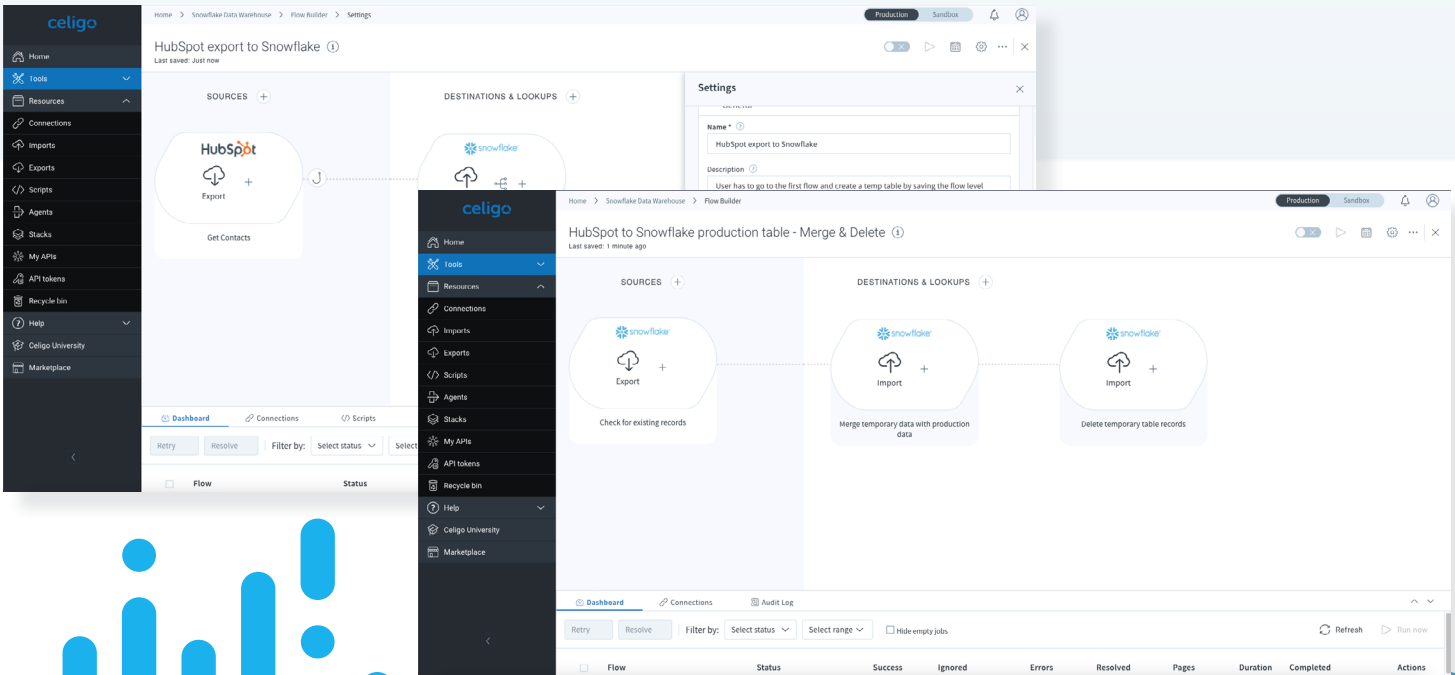 celigo
Home > Snowflake Data Warehouse > Flow Builder > Settings
Production Sandbox
HubSpot export to Snowflake
Last saved: Just now
Home
Tools
Resources
Connections
Imports
Exports
Scripts
Agents
Stacks
My APIs
API tokens
Recycle bin
Help
Celigo University
Marketplace
SOURCES
DESTINATIONS & LOOKUPS
HubSpot
Export
Get Contacts
snowflake
Settings
General
Name *
HubSpot export to Snowflake
Description
User has to go to the first flow and create a temp table by saving the flow level
Dashboard Connections Scripts
Retry Resolve Filter by: Select status Select
Flow Status
celigo
Home > Snowflake Data Warehouse > Flow Builder
Production Sandbox
HubSpot to Snowflake production table - Merge & Delete
Last saved: 1 minute ago
Home
Tools
Resources
Connections
Imports
Exports
Scripts
Agents
Stacks
My APIs
API tokens
Recycle bin
Help
Celigo University
Marketplace
SOURCES
DESTINATIONS & LOOKUPS
snowflake
Export
Check for existing records
snowflake
Import
Merge temporary data with production
data
snowflake
Import
Delete temporary table records
Dashboard Connections Audit Log
Retry Resolve Filter by: Select status Select range Hide empty jobs Refresh Run now
Flow Status Success Ignored Errors Resolved Pages Duration Completed Actions